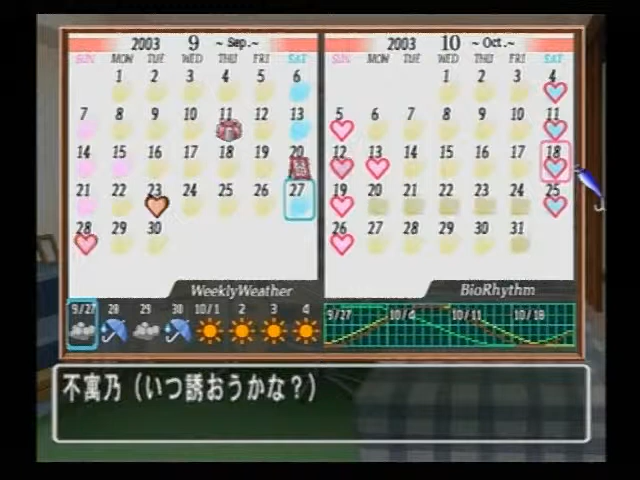 2003 9 ~ Sep.~
SUN MON TUE WED THU FRI SAT
1 2 3 4 5 6
7 8 9 10 11 12 13
14 15 16 17 18 19 20
21 22 23 24 25 26 27
28 29 30
2003 10 ~ Oct.~
SUN MON TUE WED THU FRI SAT
1 2 3 4
5 6 7 8 9 10 11
12 13 14 15 16 17 18
19 20 21 22 23 24 25
26 27 28 29 30 31
WeeklyWeather
9/27 28 29 30 10/1 2 3 4
BioRhythm
9/27 10/4 10/11 10/18
不寓乃（いつ誘おうかな？）